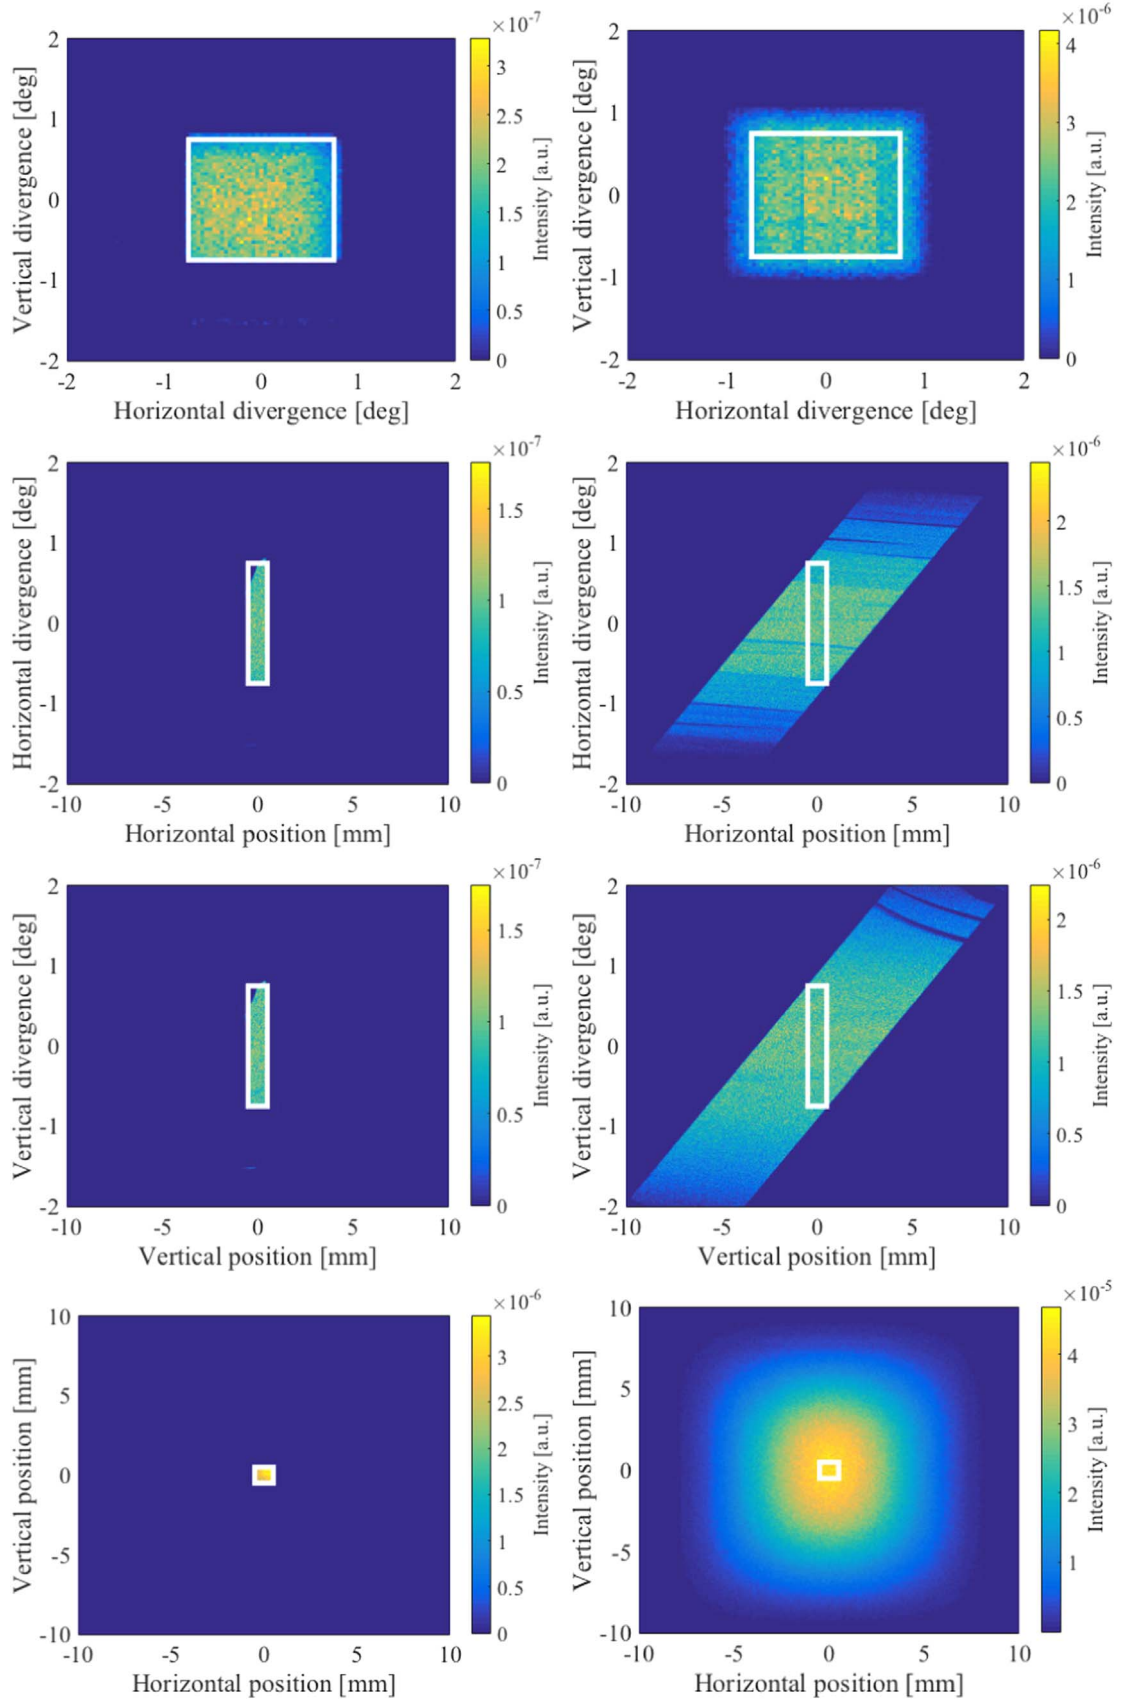 ×10⁻⁷
2
1
0
-1
-2
Vertical divergence [deg]
-2 -1 0 1 2
Horizontal divergence [deg]
3
2.5
2
1.5
1
0.5
0
Intensity [a.u.]
×10⁻⁶
2
1
0
-1
-2
Vertical divergence [deg]
-2 -1 0 1 2
Horizontal divergence [deg]
4
3
2
1
0
Intensity [a.u.]
×10⁻⁷
2
1
0
-1
-2
Horizontal divergence [deg]
-10 -5 0 5 10
Horizontal position [mm]
1.5
1
0.5
0
Intensity [a.u.]
×10⁻⁶
2
1
0
-1
-2
Horizontal divergence [deg]
-10 -5 0 5 10
Horizontal position [mm]
2
1.5
1
0.5
0
Intensity [a.u.]
×10⁻⁷
2
1
0
-1
-2
Vertical divergence [deg]
-10 -5 0 5 10
Vertical position [mm]
1.5
1
0.5
0
Intensity [a.u.]
×10⁻⁶
2
1
0
-1
-2
Vertical divergence [deg]
-10 -5 0 5 10
Vertical position [mm]
2
1.5
1
0.5
0
Intensity [a.u.]
×10⁻⁶
10
5
0
-5
-10
Vertical position [mm]
-10 -5 0 5 10
Horizontal position [mm]
3
2.5
2
1.5
1
0.5
0
Intensity [a.u.]
×10⁻⁵
10
5
0
-5
-10
Vertical position [mm]
-10 -5 0 5 10
Horizontal position [mm]
4
3
2
1
Intensity [a.u.]